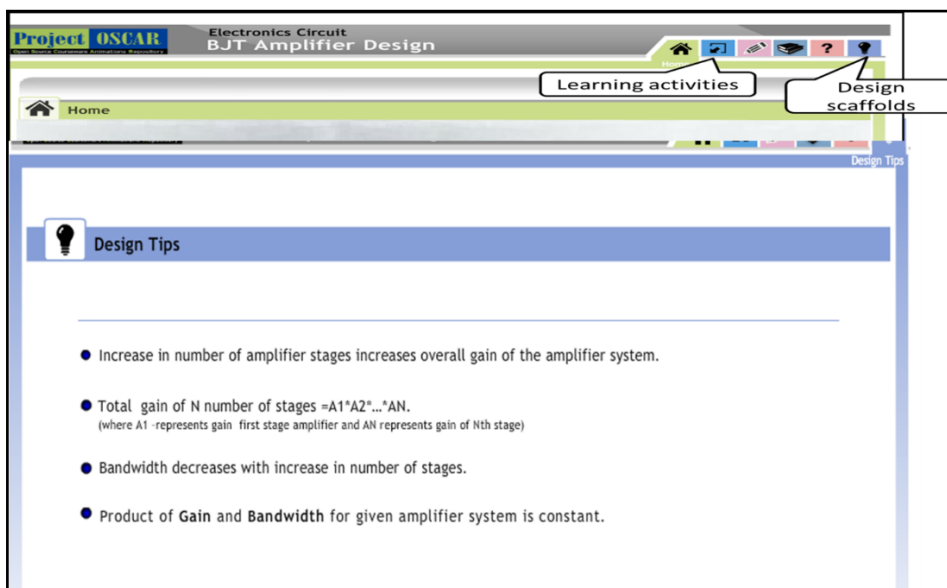 Project OSCAR
Open Source Courseware Animations Repository
Electronics Circuit
BJT Amplifier Design
Home
Learning activities
Design
scaffolds
Home
Design Tips
Design Tips
Increase in number of amplifier stages increases overall gain of the amplifier system.
Total gain of N number of stages =A1*A2*…*AN.
(where A1 -represents gain first stage amplifier and AN represents gain of Nth stage)
Bandwidth decreases with increase in number of stages.
Product of Gain and Bandwidth for given amplifier system is constant.